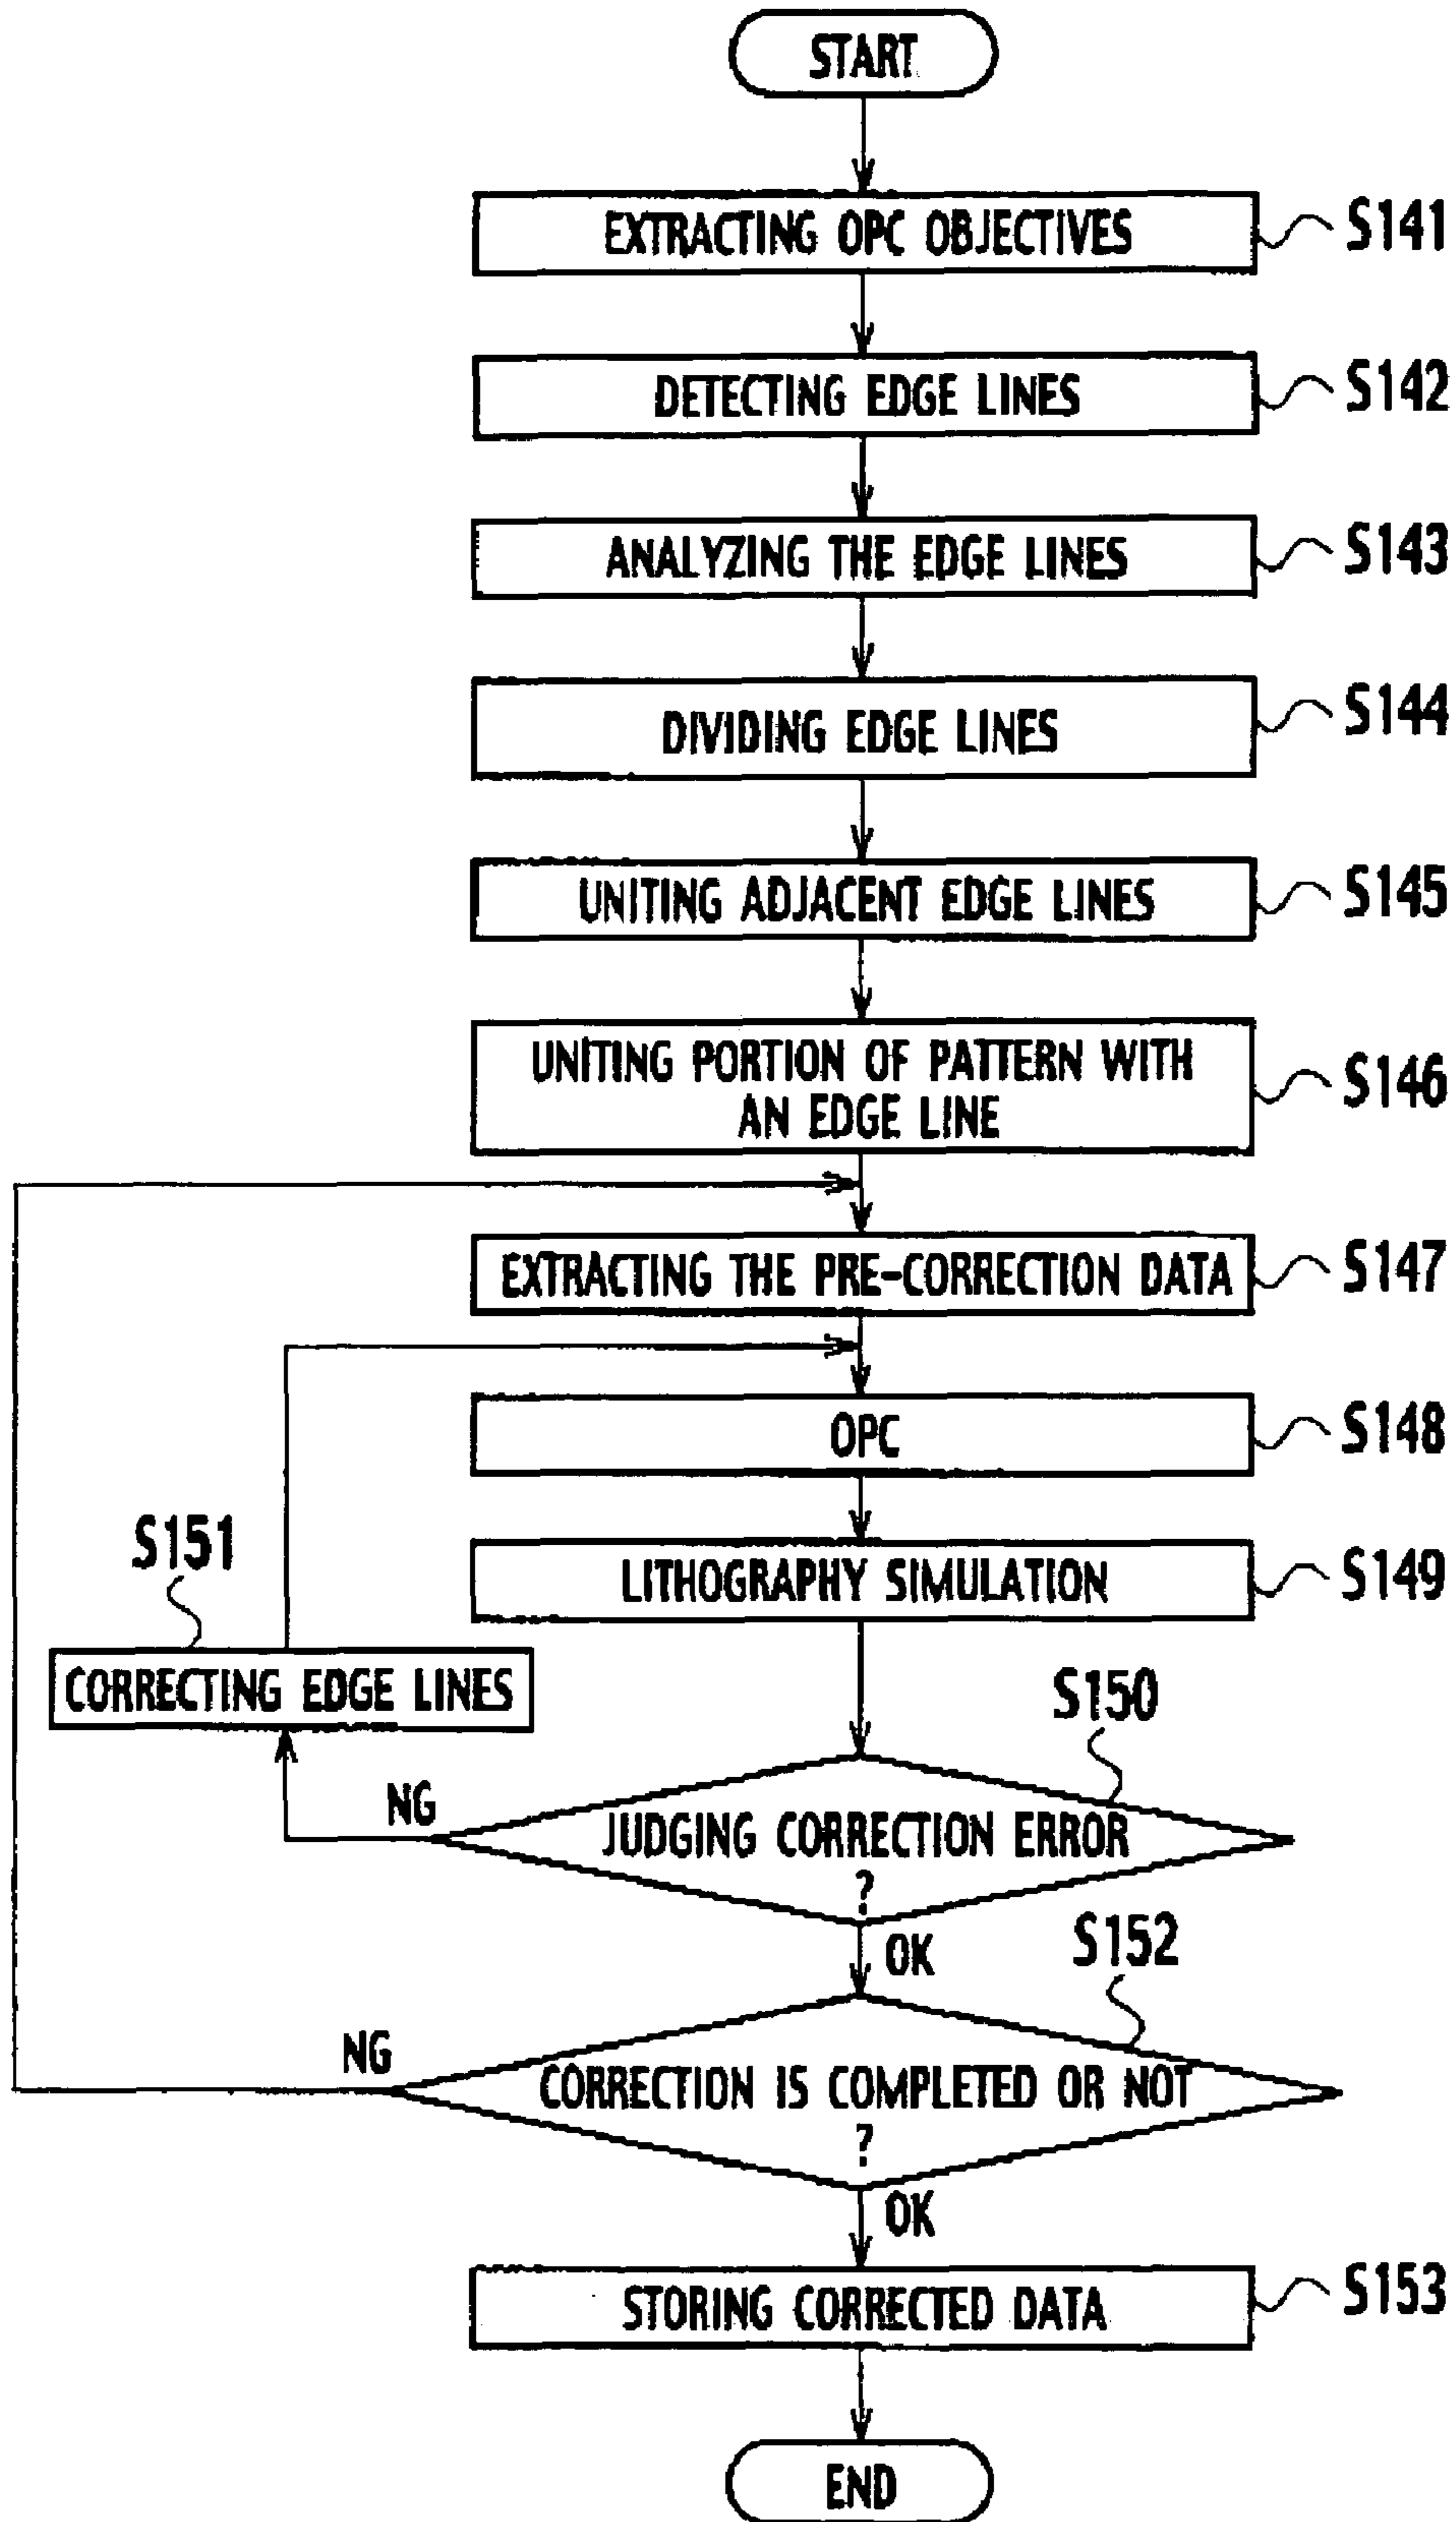 START
EXTRACTING OPC OBJECTIVES
S141
DETECTING EDGE LINES
S142
ANALYZING THE EDGE LINES
S143
DIVIDING EDGE LINES
S144
UNITING ADJACENT EDGE LINES
S145
UNITING PORTION OF PATTERN WITH
AN EDGE LINE
S146
EXTRACTING THE PRE-CORRECTION DATA
S147
OPC
S148
LITHOGRAPHY SIMULATION
S149
S151
CORRECTING EDGE LINES
S150
NG
JUDGING CORRECTION ERROR
?
OK
S152
NG
CORRECTION IS COMPLETED OR NOT
?
OK
STORING CORRECTED DATA
S153
END